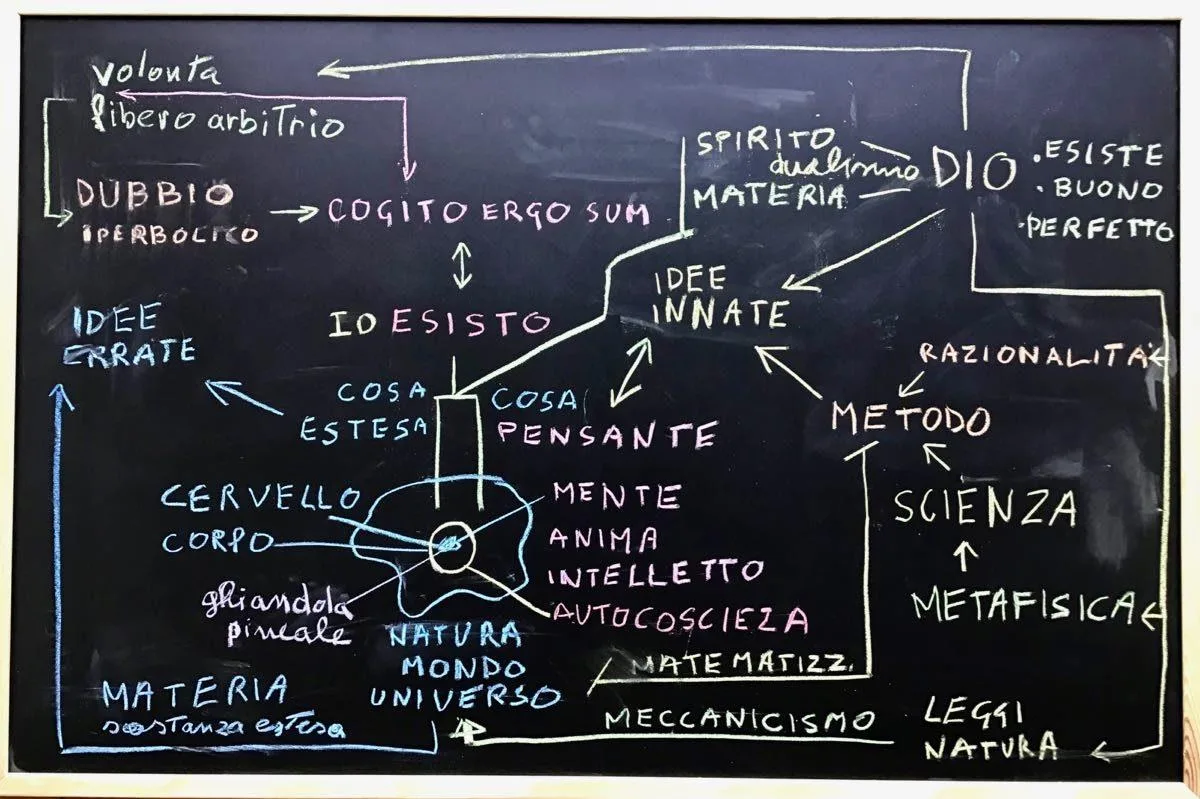 volonta
libero arbitrio
DUBBIO
IPERBOLICO
COGITO ERGO SUM
SPIRITO
dualismo
MATERIA
DIO
.ESISTE
.BUONO
.PERFETTO
IDEE
INNATE
IDEE
ERRATE
IO ESISTO
RAZIONALITA
COSA
ESTESA
COSA
PENSANTE
METODO
SCIENZA
METAFISICA
CERVELLO
CORPO
MENTE
ANIMA
INTELLETTO
AUTOCOSCIEZA
ghiandola
pineale
NATURA
MONDO
UNIVERSO
MATERIA
sostanza estesa
MATEMATIZZ.
MECCANICISMO
LEGGI
NATURA